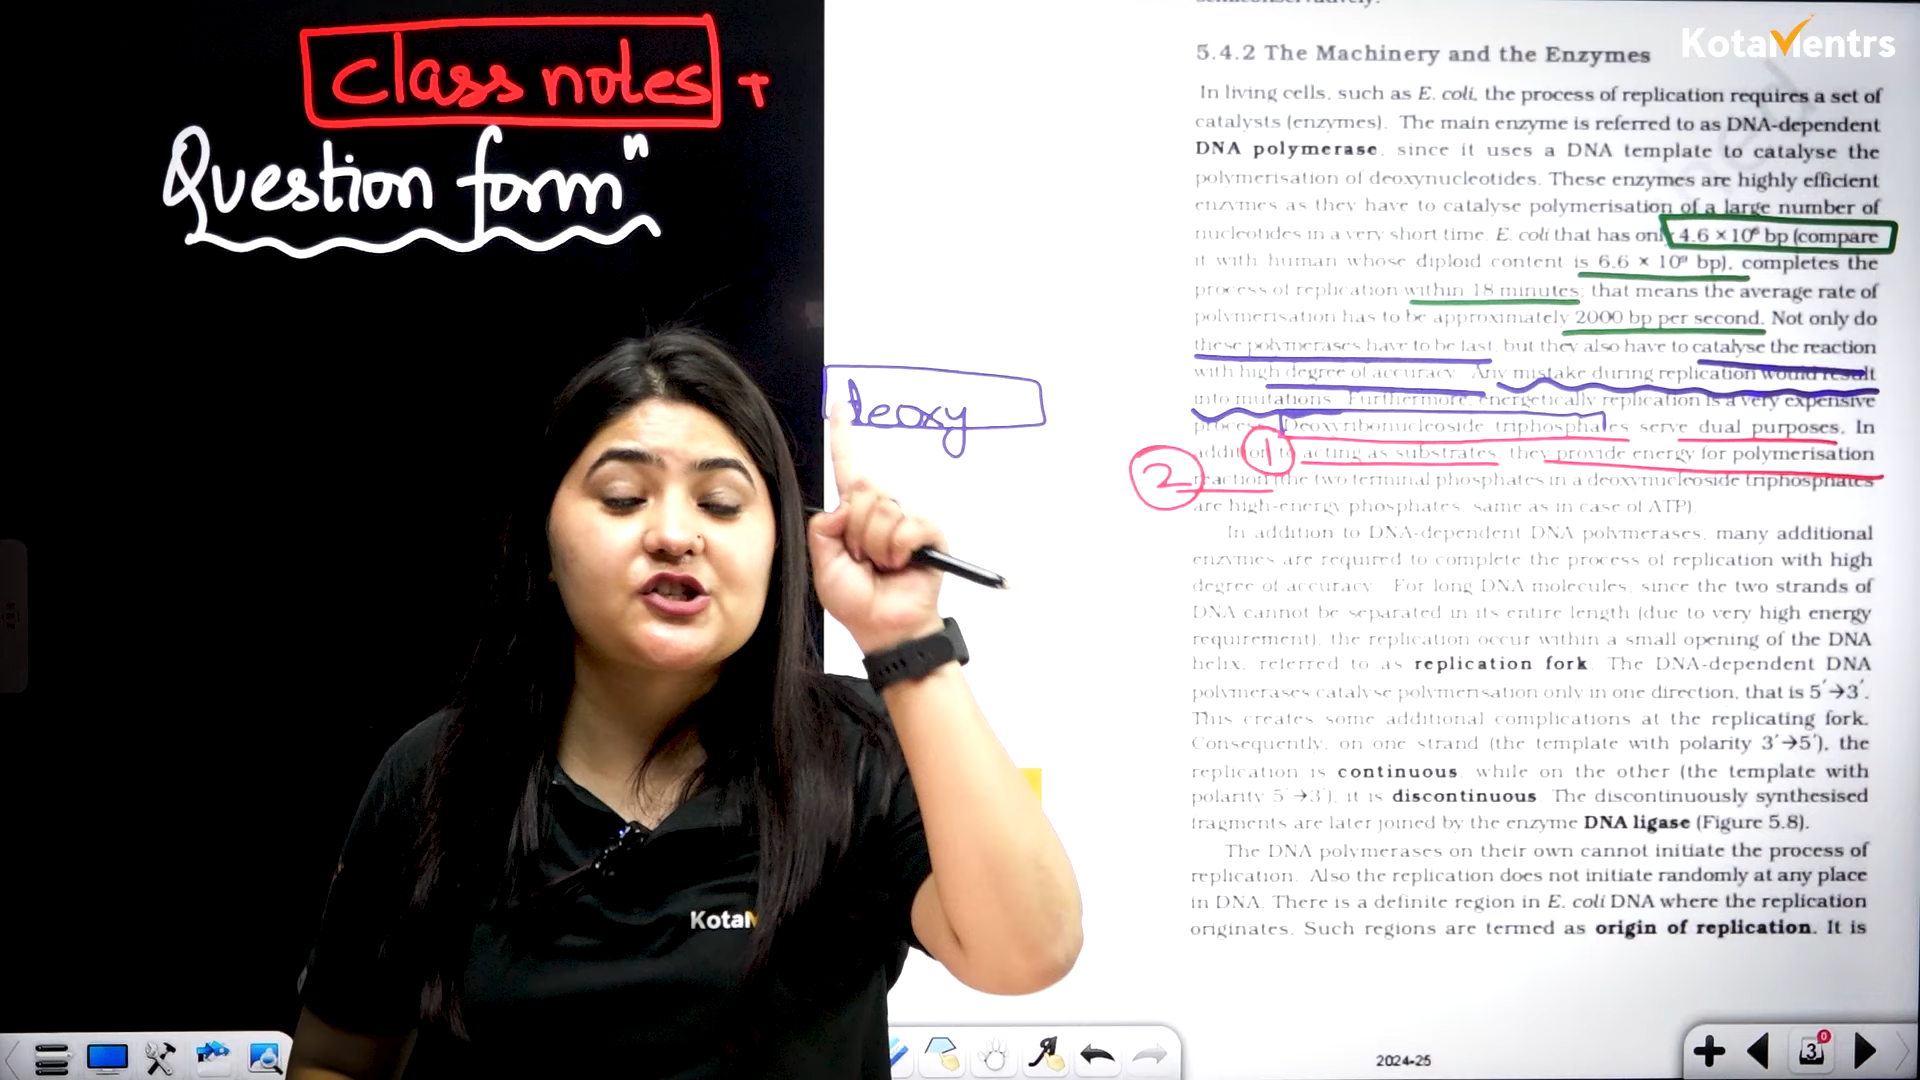 semiconservatively.
KotaMentrs
class notes +
Question formⁿ
deoxy
5.4.2 The Machinery and the Enzymes
In living cells, such as E. coli, the process of replication requires a set of
catalysts (enzymes). The main enzyme is referred to as DNA-dependent
DNA polymerase, since it uses a DNA template to catalyse the
polymerisation of deoxynucleotides. These enzymes are highly efficient
enzymes as they have to catalyse polymerisation of a large number of
nucleotides in a very short time. E. coli that has only 4.6 ×10⁶ bp (compare
it with human whose diploid content is 6.6 × 10⁹ bp), completes the
process of replication within 18 minutes; that means the average rate of
polymerisation has to be approximately 2000 bp per second. Not only do
these polymerases have to be fast, but they also have to catalyse the reaction
with high degree of accuracy. Any mistake during replication would result
into mutations. Furthermore, energetically replication is a very expensive
process. Deoxyribonucleoside triphosphates serve dual purposes. In
1
addition to acting as substrates, they provide energy for polymerisation
2
reaction (the two terminal phosphates in a deoxynucleoside triphosphates
are high-energy phosphates, same as in case of ATP).
In addition to DNA-dependent DNA polymerases, many additional
enzymes are required to complete the process of replication with high
degree of accuracy. For long DNA molecules, since the two strands of
DNA cannot be separated in its entire length (due to very high energy
requirement), the replication occur within a small opening of the DNA
helix, referred to as replication fork. The DNA-dependent DNA
polymerases catalyse polymerisation only in one direction, that is 5′→3′.
This creates some additional complications at the replicating fork.
Consequently, on one strand (the template with polarity 3′→5′), the
replication is continuous, while on the other (the template with
polarity 5′→3′), it is discontinuous. The discontinuously synthesised
fragments are later joined by the enzyme DNA ligase (Figure 5.8).
The DNA polymerases on their own cannot initiate the process of
replication. Also the replication does not initiate randomly at any place
in DNA. There is a definite region in E. coli DNA where the replication
originates. Such regions are termed as origin of replication. It is
KotaM
2024-25
3
0